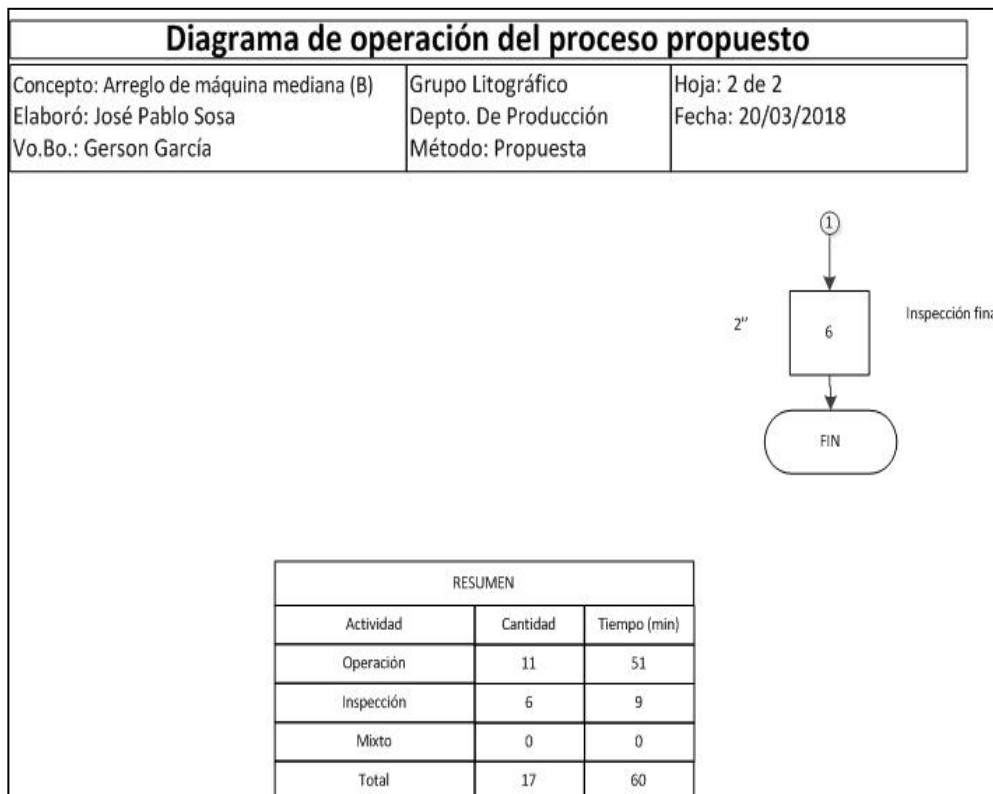 Diagrama de operación del proceso propuesto
Concepto: Arreglo de máquina mediana (B)
Elaboró: José Pablo Sosa
Vo.Bo.: Gerson García
Grupo Litográfico
Depto. De Producción
Método: Propuesta
Hoja: 2 de 2
Fecha: 20/03/2018
1
2''
6
Inspección fina
FIN
RESUMEN
Actividad Cantidad Tiempo (min)
Operación 11 51
Inspección 6 9
Mixto 0 0
Total 17 60